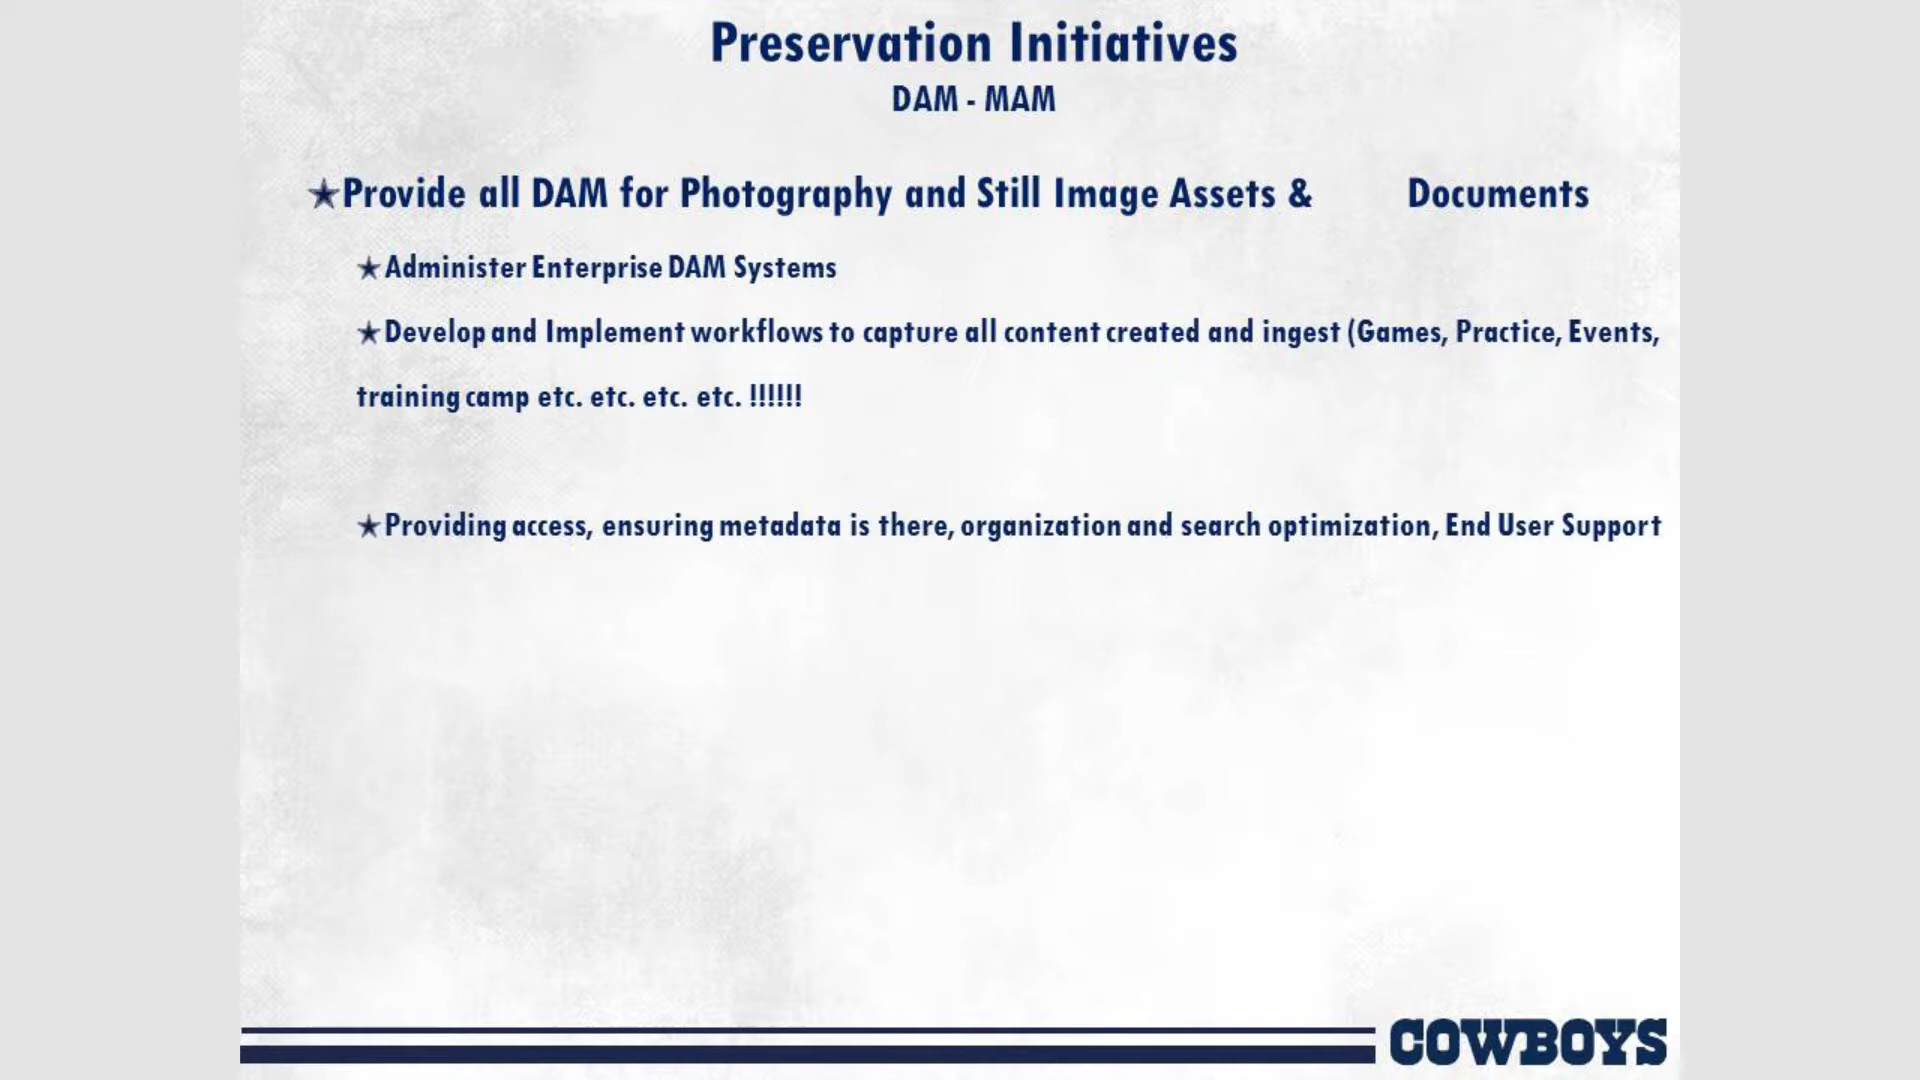 Preservation Initiatives
DAM - MAM
★Provide all DAM for Photography and Still Image Assets & Documents
★Administer Enterprise DAM Systems
★Develop and Implement workflows to capture all content created and ingest (Games, Practice, Events,
training camp etc. etc. etc. etc. !!!!!!
★Providing access, ensuring metadata is there, organization and search optimization, End User Support
COWBOYS